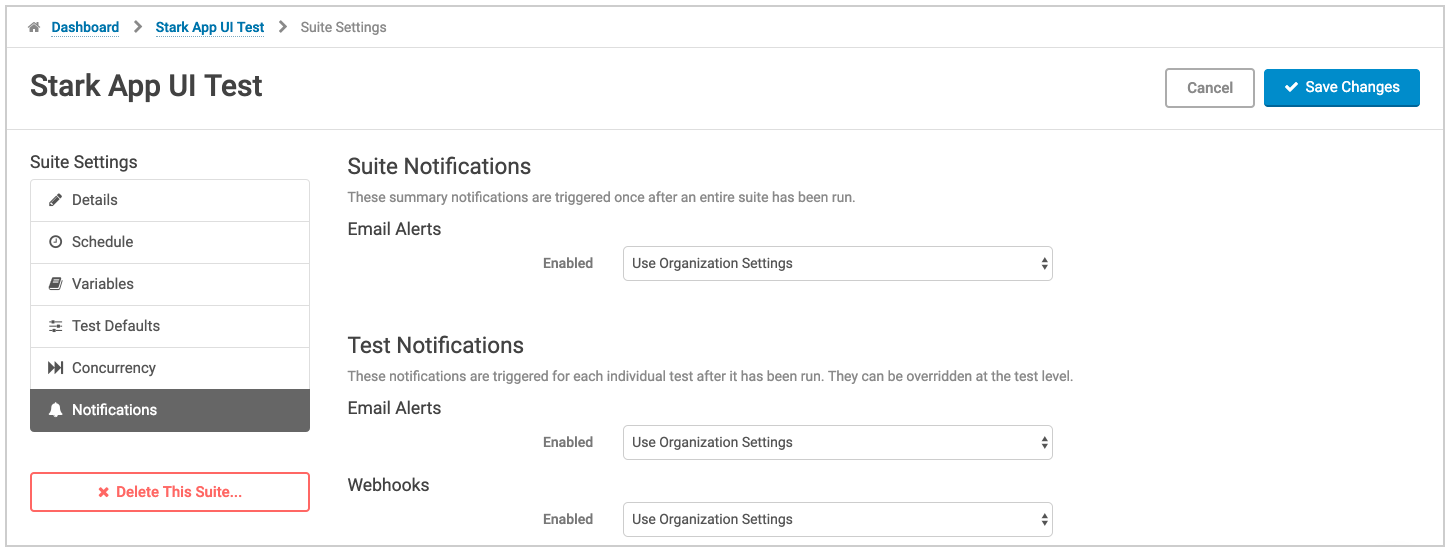 Dashboard Stark App UI Test Suite Settings
Stark App UI Test
Cancel
Save Changes
Suite Settings
Details
Schedule
Variables
Test Defaults
Concurrency
Notifications
Delete This Suite...
Suite Notifications
These summary notifications are triggered once after an entire suite has been run.
Email Alerts
Enabled Use Organization Settings
Test Notifications
These notifications are triggered for each individual test after it has been run. They can be overridden at the test level.
Email Alerts
Enabled Use Organization Settings
Webhooks
Enabled Use Organization Settings